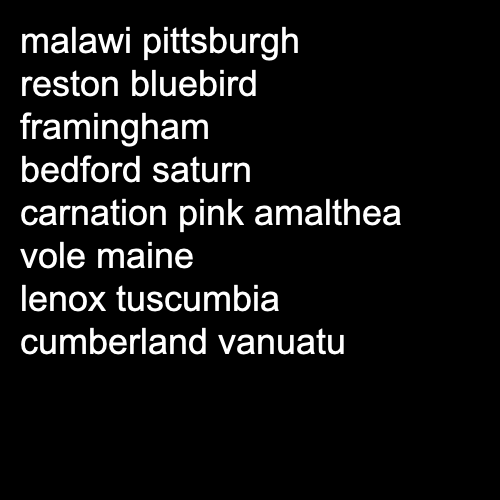 malawi pittsburgh
reston bluebird
framingham
bedford saturn
carnation pink amalthea
vole maine
lenox tuscumbia
cumberland vanuatu